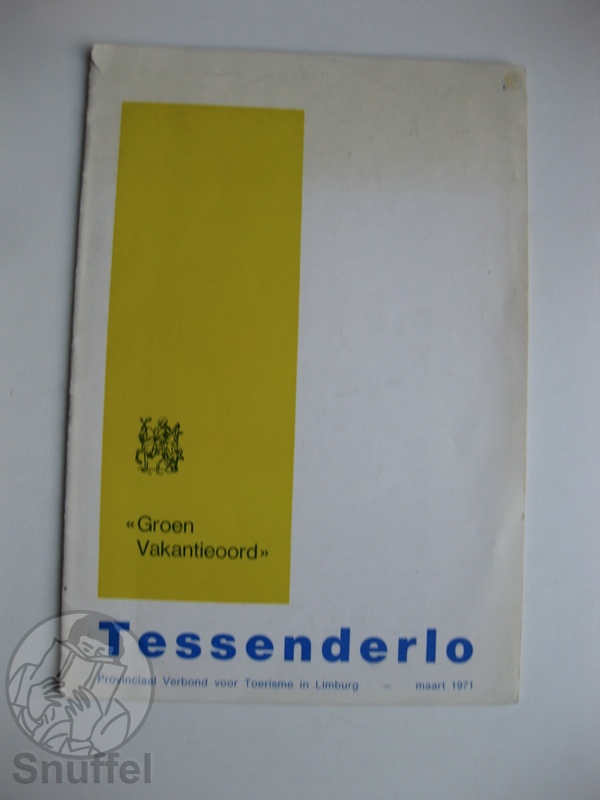 «Groen
Vakantieoord»
Tessenderlo
Provinciaal Verbond voor Toerisme in Limburg – maart 1971
Snuffel